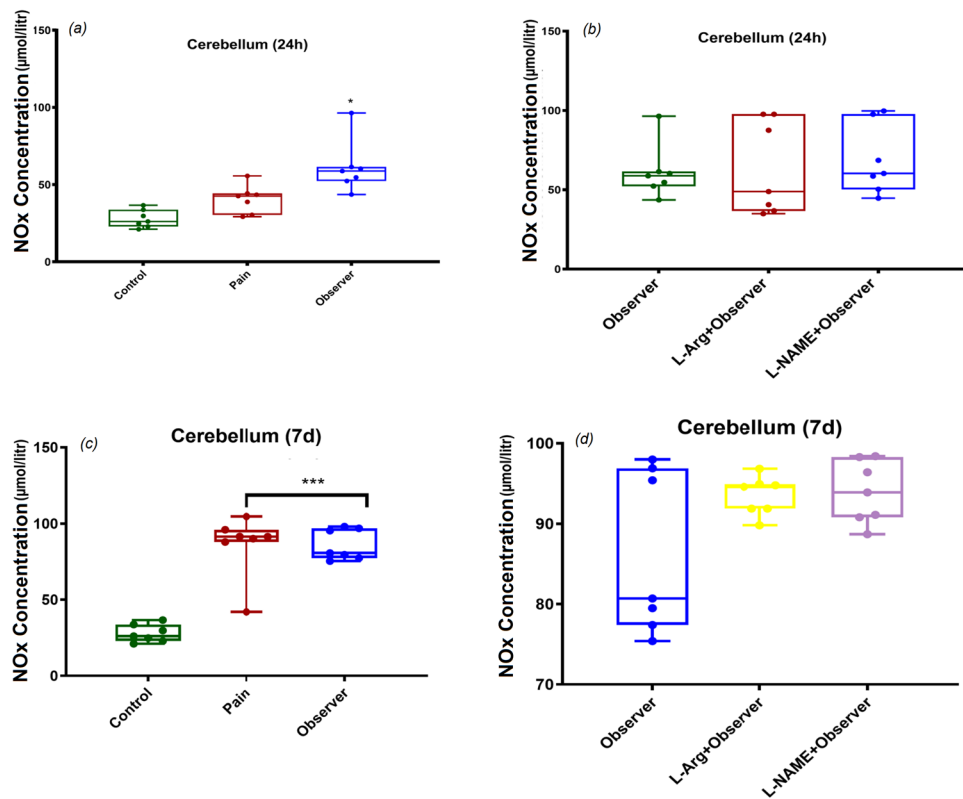 (a)
Cerebellum (24h)
NOx Concentration (µmol/litr)
150
100
50
0
*
Control
Pain
Observer
(b)
Cerebellum (24h)
NOx Concentration (µmol/litr)
150
100
50
0
Observer
L-Arg+Observer
L-NAME+Observer
(c)
Cerebellum (7d)
NOx Concentration (µmol/litr)
150
100
50
0
***
Control
Pain
Observer
(d)
Cerebellum (7d)
NOx Concentration (µmol/litr)
100
90
80
70
Observer
L-Arg+Observer
L-NAME+Observer